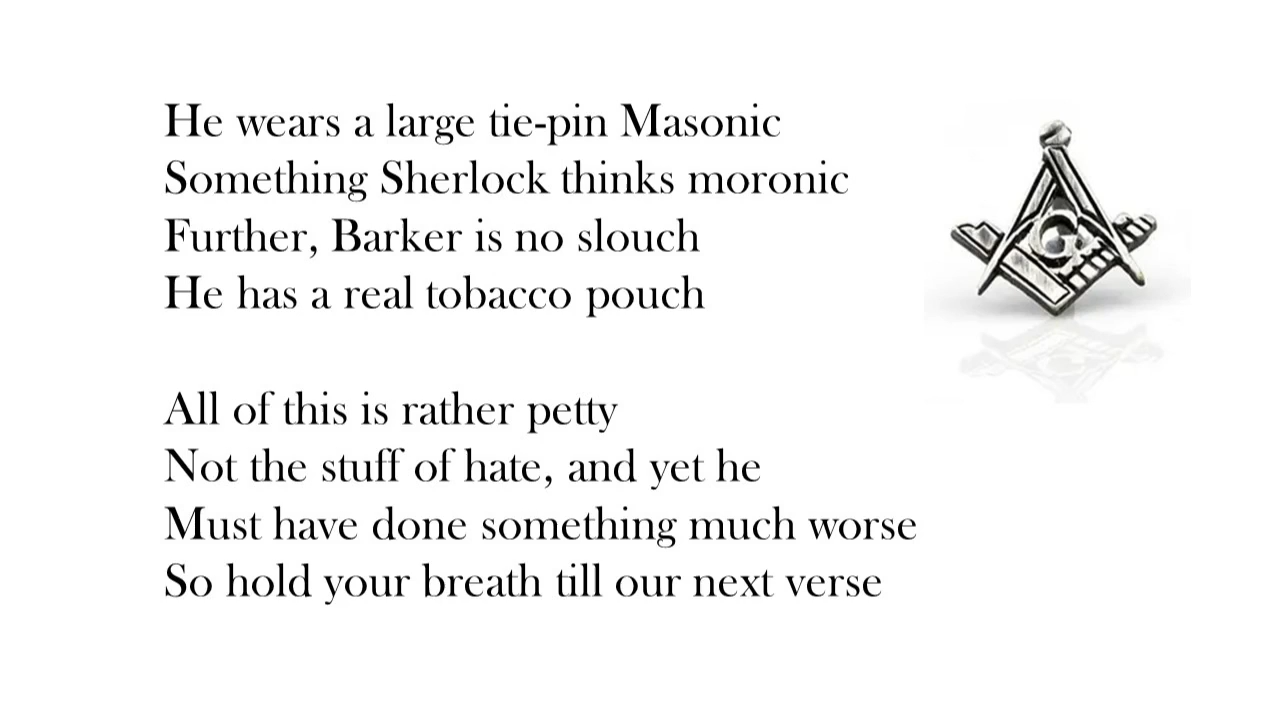 He wears a large tie-pin Masonic
Something Sherlock thinks moronic
Further, Barker is no slouch
He has a real tobacco pouch
All of this is rather petty
Not the stuff of hate, and yet he
Must have done something much worse
So hold your breath till our next verse
G